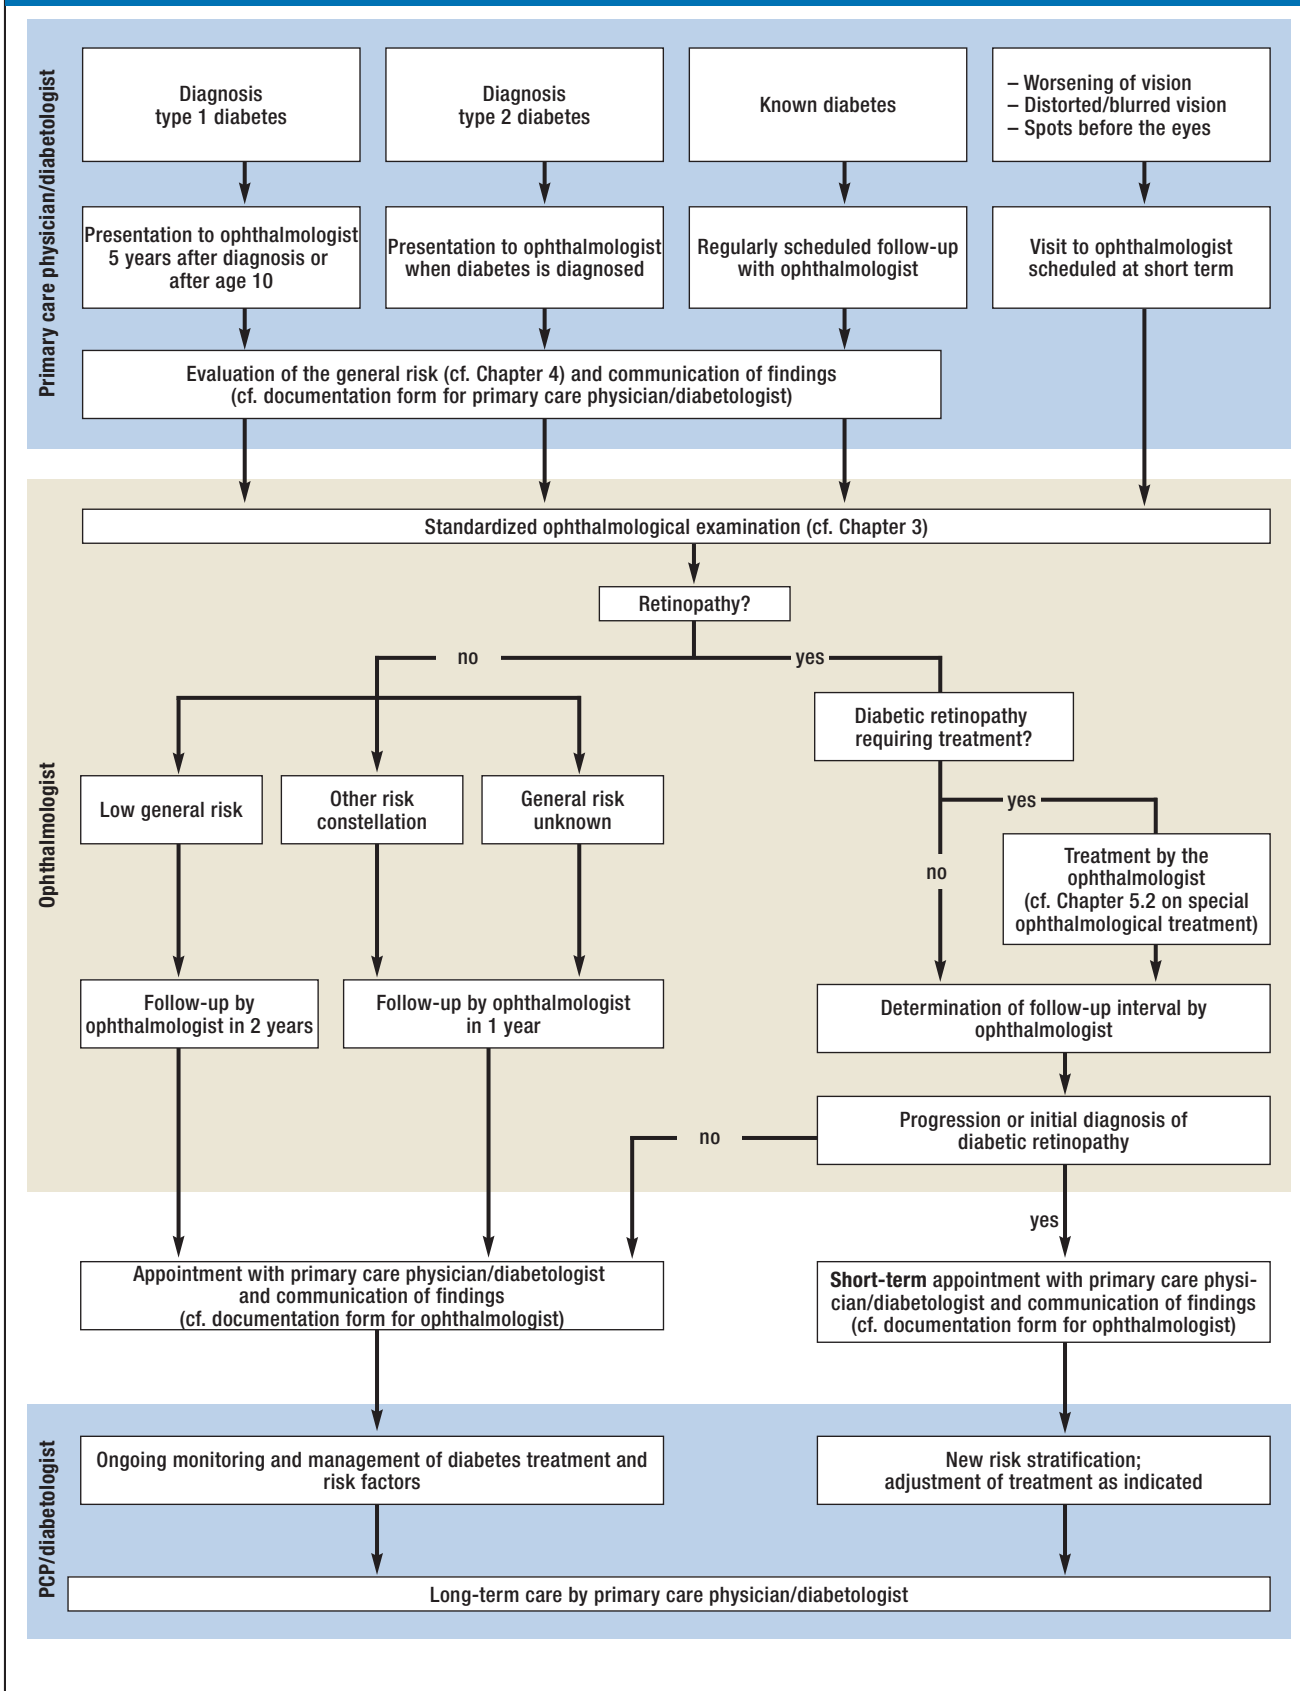 Primary care physician/diabetologist
Diagnosis
type 1 diabetes
Diagnosis
type 2 diabetes
Known diabetes
– Worsening of vision
– Distorted/blurred vision
– Spots before the eyes
Presentation to ophthalmologist
5 years after diagnosis or
after age 10
Presentation to ophthalmologist
when diabetes is diagnosed
Regularly scheduled follow-up
with ophthalmologist
Visit to ophthalmologist
scheduled at short term
Evaluation of the general risk (cf. Chapter 4) and communication of findings
(cf. documentation form for primary care physician/diabetologist)
Ophthalmologist
Standardized ophthalmological examination (cf. Chapter 3)
Retinopathy?
no
yes
Diabetic retinopathy
requiring treatment?
Low general risk
Other risk
constellation
General risk
unknown
yes
no
Treatment by the
ophthalmologist
(cf. Chapter 5.2 on special
ophthalmological treatment)
Follow-up by
ophthalmologist in 2 years
Follow-up by ophthalmologist
in 1 year
Determination of follow-up interval by
ophthalmologist
Progression or initial diagnosis of
diabetic retinopathy
no
yes
Appointment with primary care physician/diabetologist
and communication of findings
(cf. documentation form for ophthalmologist)
Short-term appointment with primary care physi-
cian/diabetologist and communication of findings
(cf. documentation form for ophthalmologist)
PCP/diabetologist
Ongoing monitoring and management of diabetes treatment and
risk factors
New risk stratification;
adjustment of treatment as indicated
Long-term care by primary care physician/diabetologist